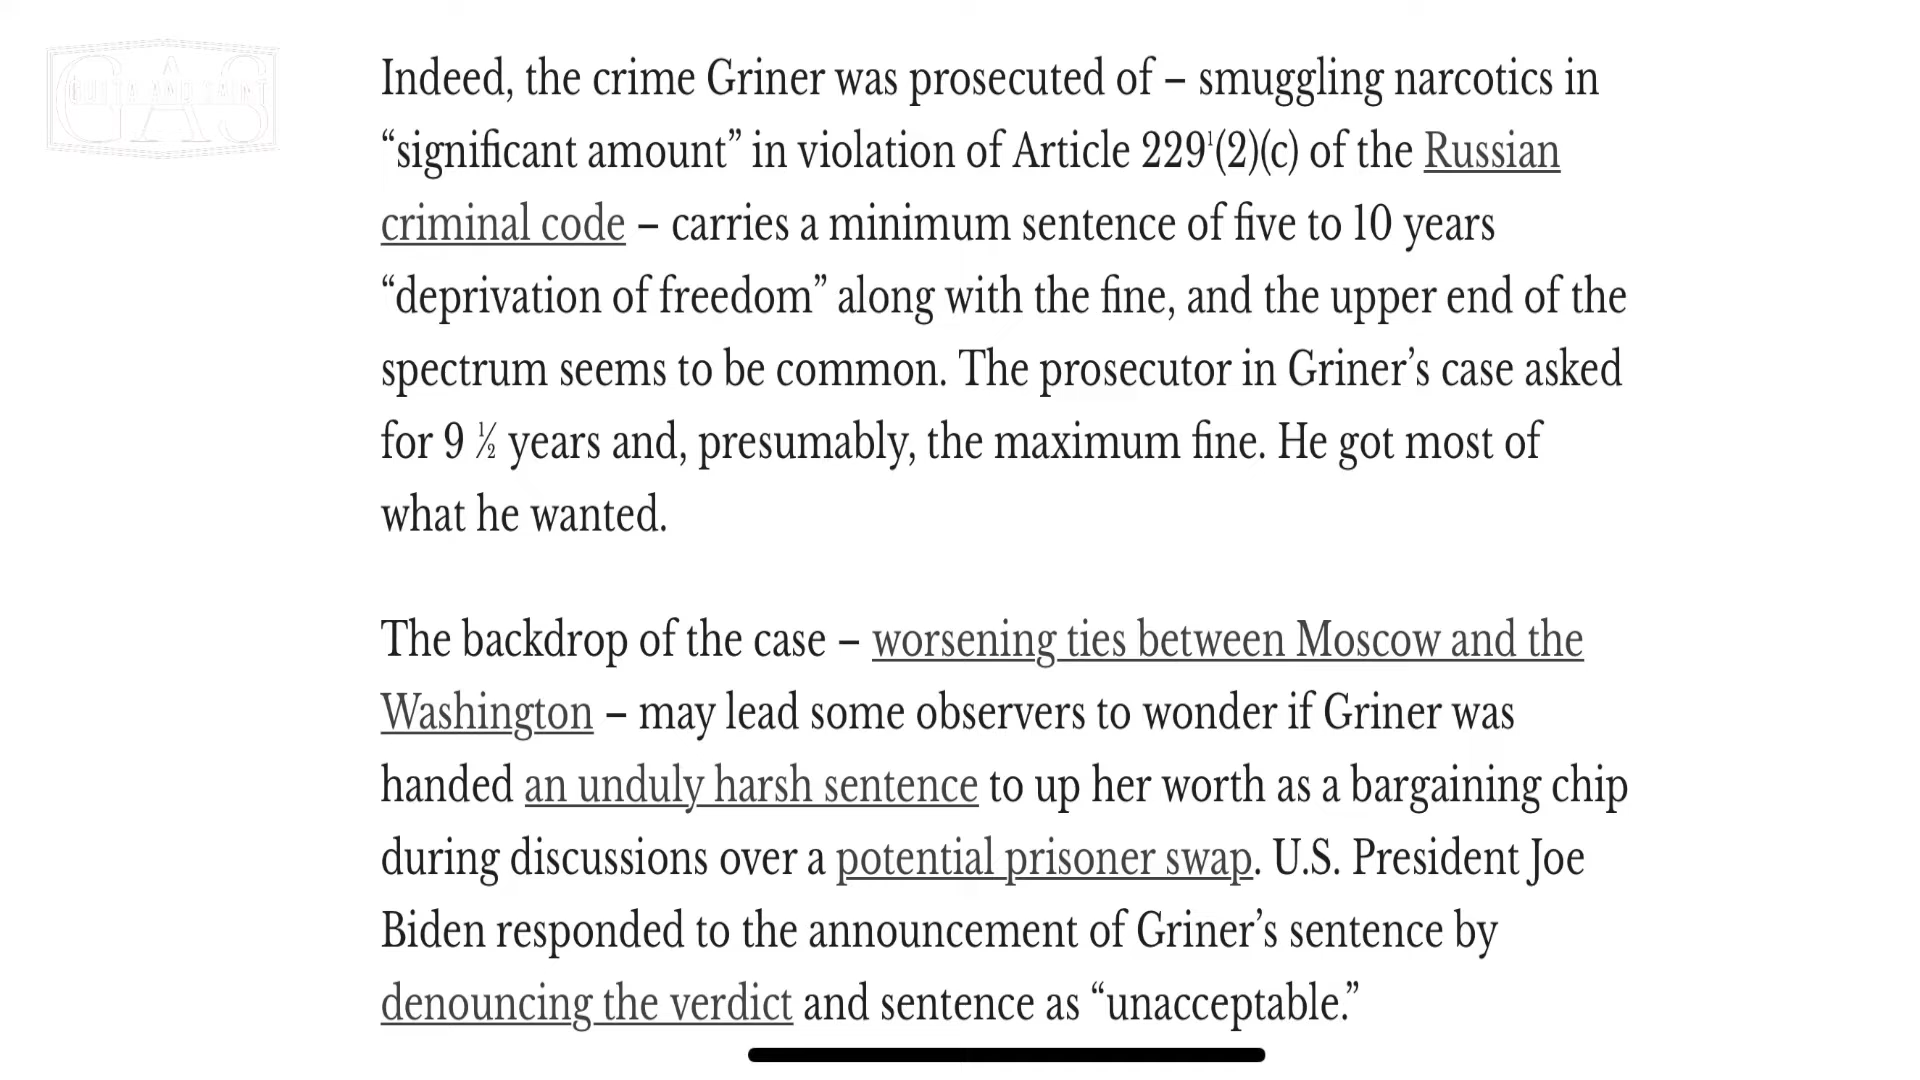 GAS
Indeed, the crime Griner was prosecuted of – smuggling narcotics in
“significant amount” in violation of Article 229¹(2)(c) of the Russian
criminal code – carries a minimum sentence of five to 10 years
“deprivation of freedom” along with the fine, and the upper end of the
spectrum seems to be common. The prosecutor in Griner’s case asked
for 9 ½ years and, presumably, the maximum fine. He got most of
what he wanted.
The backdrop of the case – worsening ties between Moscow and the
Washington – may lead some observers to wonder if Griner was
handed an unduly harsh sentence to up her worth as a bargaining chip
during discussions over a potential prisoner swap. U.S. President Joe
Biden responded to the announcement of Griner’s sentence by
denouncing the verdict and sentence as “unacceptable.”